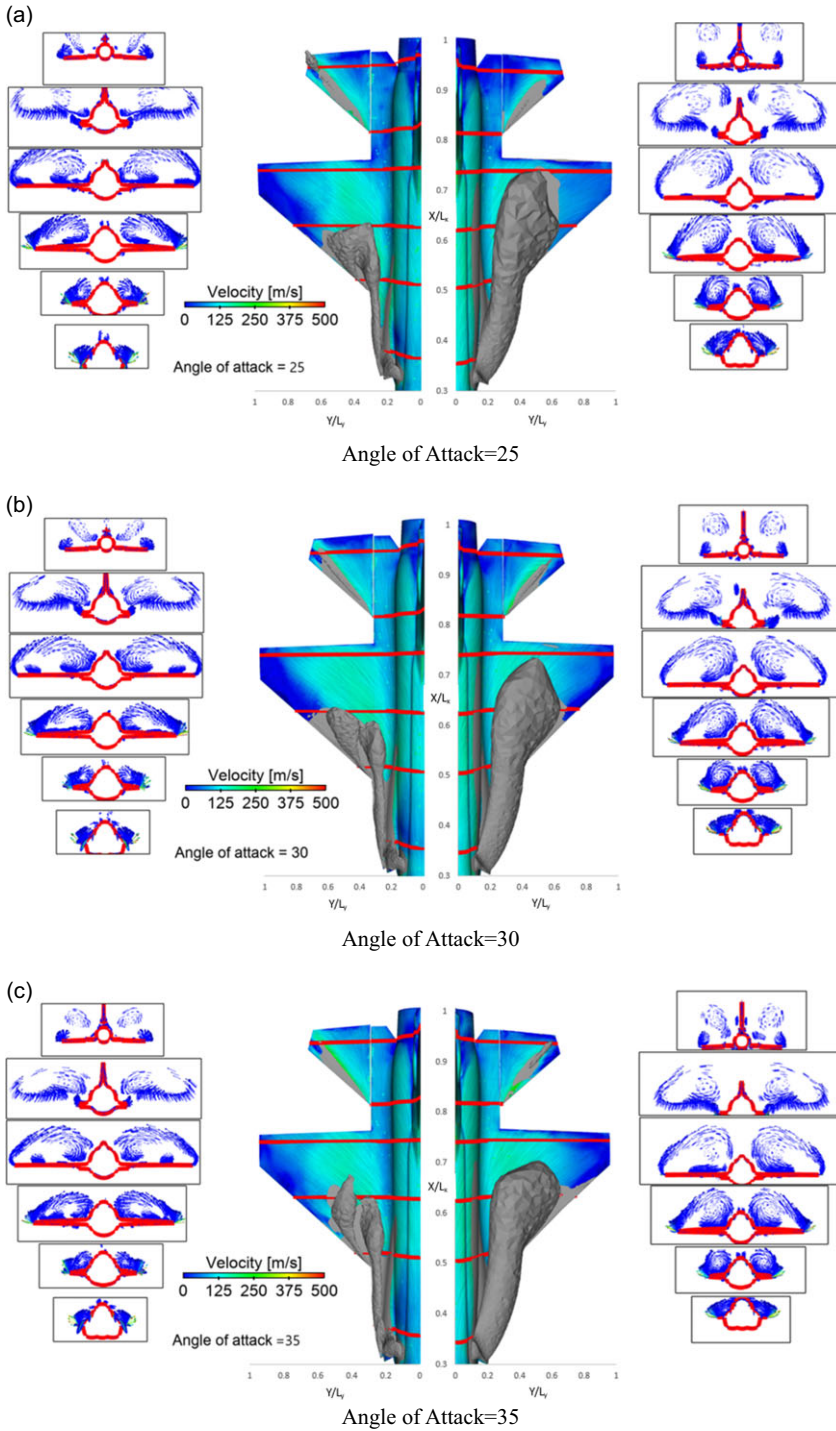 (a)
1
0.9
0.8
0.7
X/Lx
0.6
0.5
0.4
0.3
Velocity [m/s]
0 125 250 375 500
Angle of attack = 25
1 0.8 0.6 0.4 0.2 0
0 0.2 0.4 0.6 0.8 1
Y/Ly
Y/Ly
Angle of Attack=25
(b)
1
0.9
0.8
0.7
X/Lx
0.6
0.5
0.4
0.3
Velocity [m/s]
0 125 250 375 500
Angle of attack = 30
1 0.8 0.6 0.4 0.2 0
0 0.2 0.4 0.6 0.8 1
Y/Ly
Y/Ly
Angle of Attack=30
(c)
1
0.9
0.8
0.7
X/Lx
0.6
0.5
0.4
0.3
Velocity [m/s]
0 125 250 375 500
Angle of attack =35
1 0.8 0.6 0.4 0.2 0
0 0.2 0.4 0.6 0.8 1
Y/Ly
Y/Ly
Angle of Attack=35